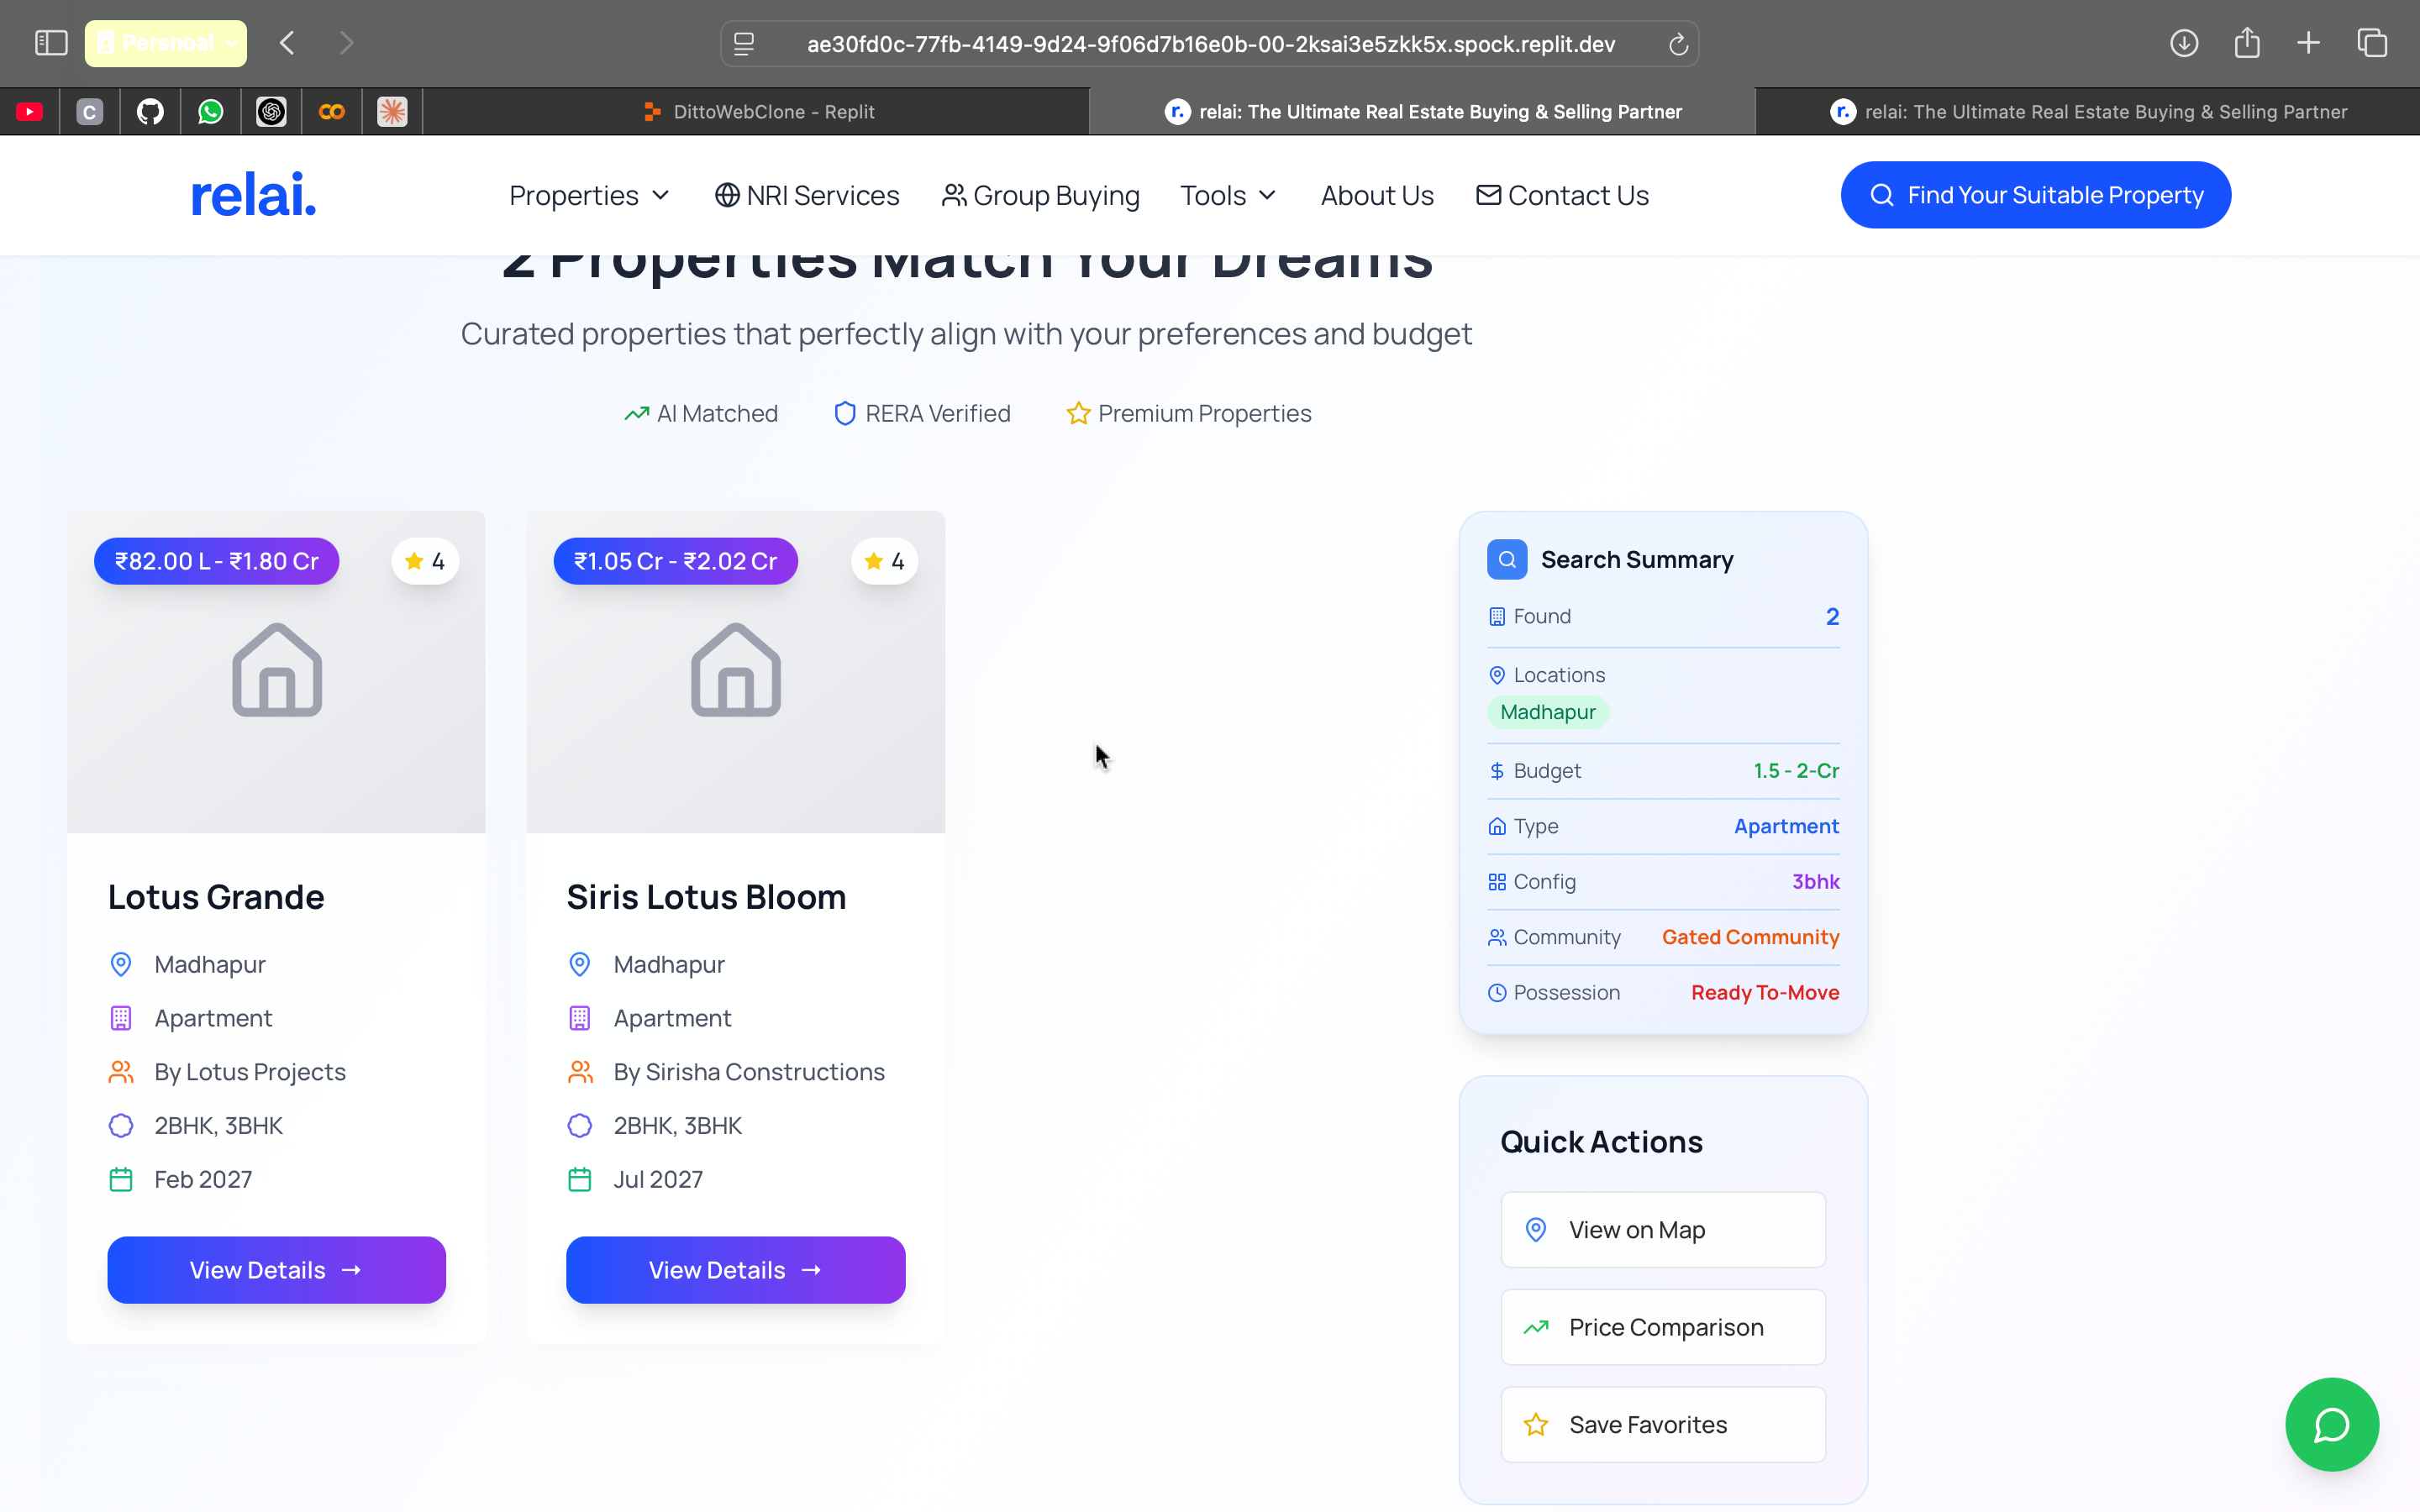 Persnoal
ae30fd0c-77fb-4149-9d24-9f06d7b16e0b-00-2ksai3e5zkk5x.spock.replit.dev
C
DittoWebClone - Replit
r. relai: The Ultimate Real Estate Buying & Selling Partner
r. relai: The Ultimate Real Estate Buying & Selling Partner
relai.
Properties
NRI Services
Group Buying
Tools
About Us
Contact Us
Find Your Suitable Property
2 Properties Match Your Dreams
Curated properties that perfectly align with your preferences and budget
AI Matched
RERA Verified
Premium Properties
₹82.00 L - ₹1.80 Cr
4
Lotus Grande
Madhapur
Apartment
By Lotus Projects
2BHK, 3BHK
Feb 2027
View Details →
₹1.05 Cr - ₹2.02 Cr
4
Siris Lotus Bloom
Madhapur
Apartment
By Sirisha Constructions
2BHK, 3BHK
Jul 2027
View Details →
Search Summary
Found 2
Locations
Madhapur
Budget 1.5 - 2-Cr
Type Apartment
Config 3bhk
Community Gated Community
Possession Ready To-Move
Quick Actions
View on Map
Price Comparison
Save Favorites